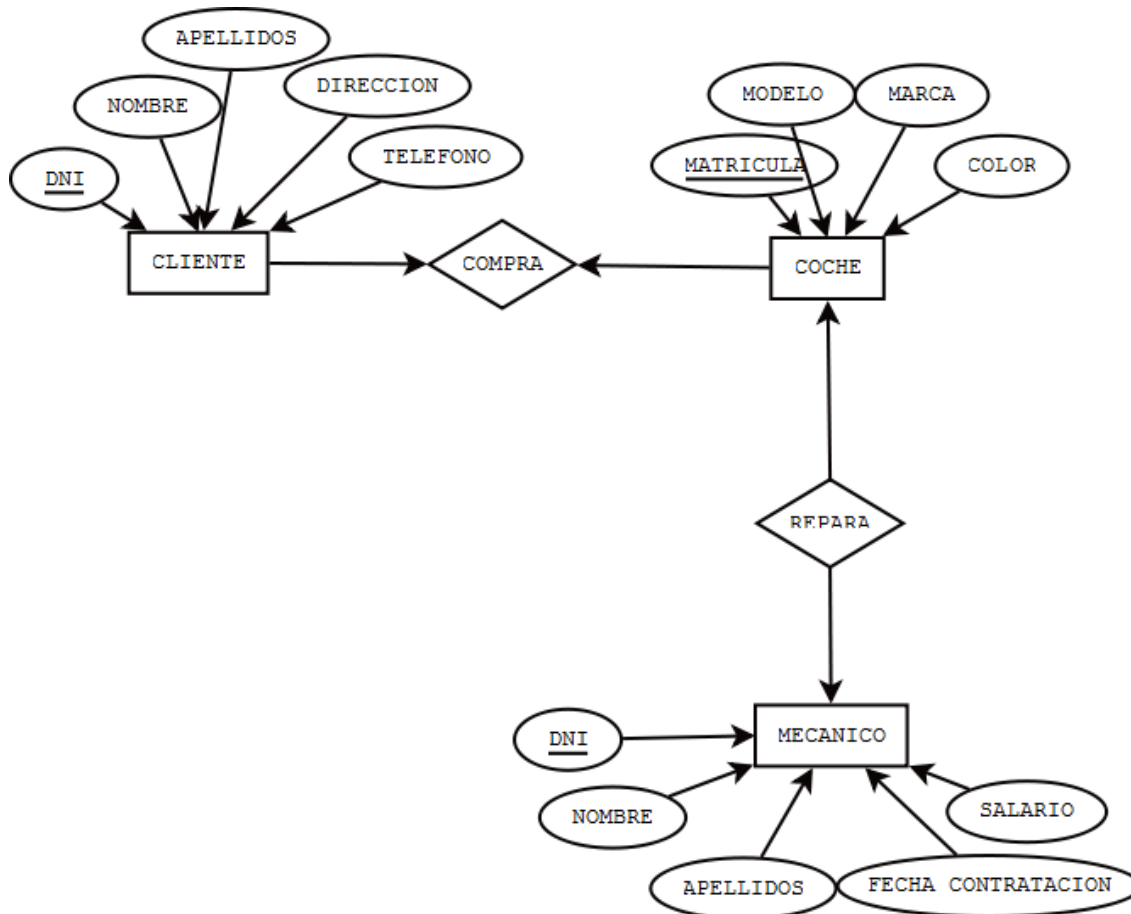 APELLIDOS
NOMBRE
DIRECCION
DNI
TELEFONO
CLIENTE
COMPRA
MODELO
MARCA
MATRICULA
COLOR
COCHE
REPARA
MECANICO
DNI
NOMBRE
APELLIDOS
FECHA CONTRATACION
SALARIO